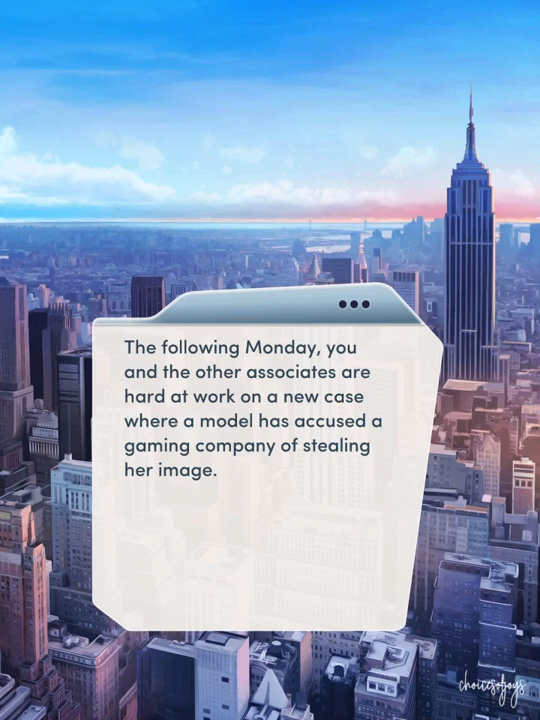 The following Monday, you
and the other associates are
hard at work on a new case
where a model has accused a
gaming company of stealing
her image.
choicesofjoys